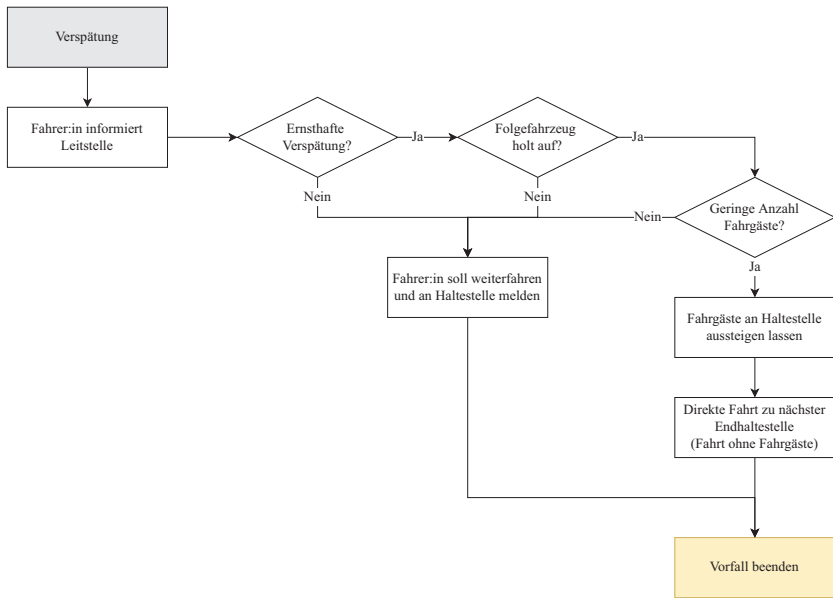 Verspätung
Fahrer:in informiert
Leitstelle
Ernsthafte
Verspätung?
Ja
Folgefahrzeug
holt auf?
Ja
Nein
Nein
Geringe Anzahl
Fahrgäste?
Nein
Ja
Fahrer:in soll weiterfahren
und an Haltestelle melden
Fahrgäste an Haltestelle
aussteigen lassen
Direkte Fahrt zu nächster
Endhaltestelle
(Fahrt ohne Fahrgäste)
Vorfall beenden